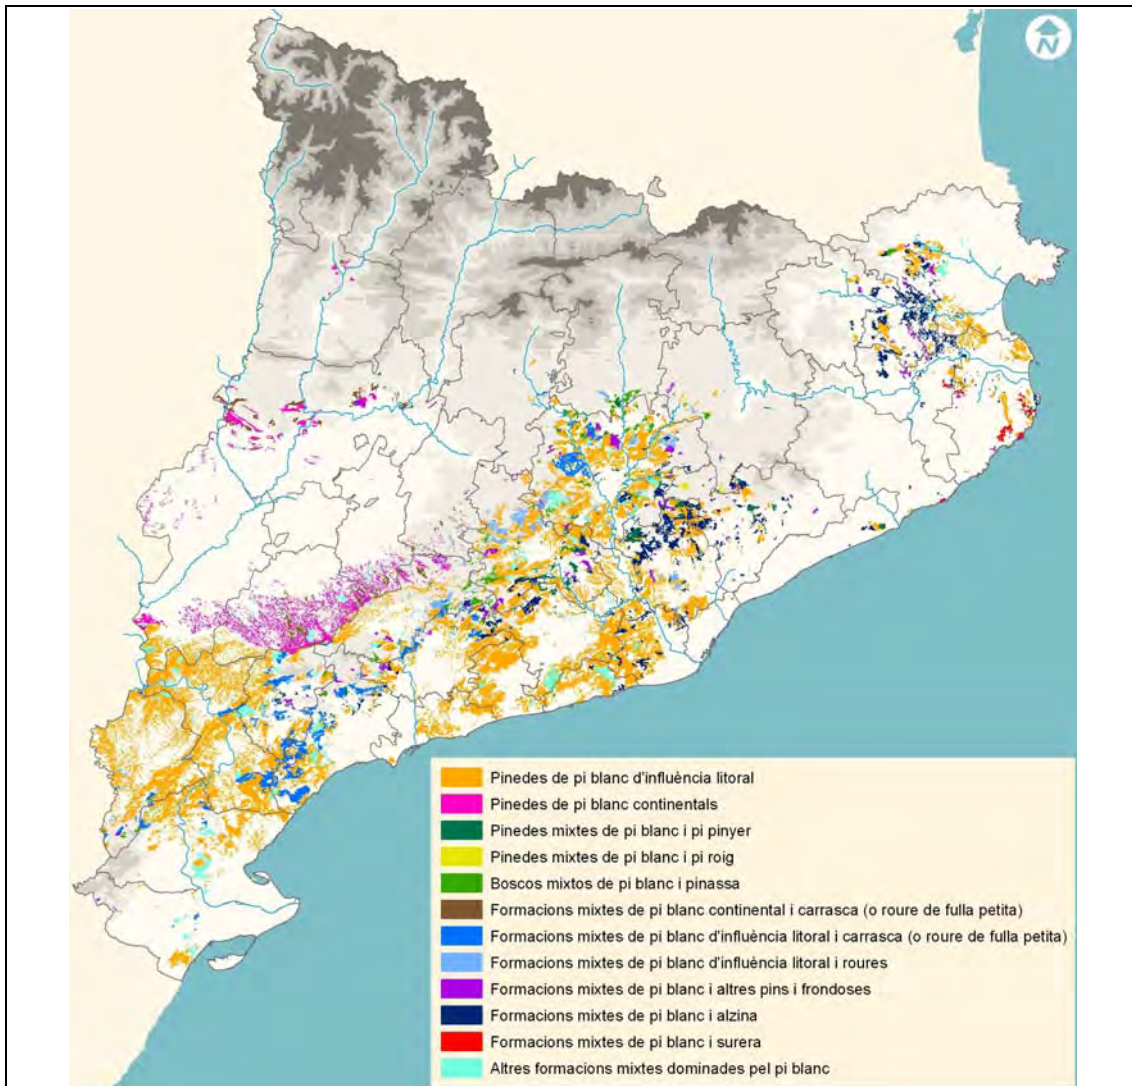 N
Pinedes de pi blanc d'influència litoral
Pinedes de pi blanc continentals
Pinedes mixtes de pi blanc i pi pinyer
Pinedes mixtes de pi blanc i pi roig
Boscos mixtos de pi blanc i pinassa
Formacions mixtes de pi blanc continental i carrasca (o roure de fulla petita)
Formacions mixtes de pi blanc d'influència litoral i carrasca (o roure de fulla petita)
Formacions mixtes de pi blanc d'influència litoral i roures
Formacions mixtes de pi blanc i altres pins i frondoses
Formacions mixtes de pi blanc i alzina
Formacions mixtes de pi blanc i surera
Altres formacions mixtes dominades pel pi blanc